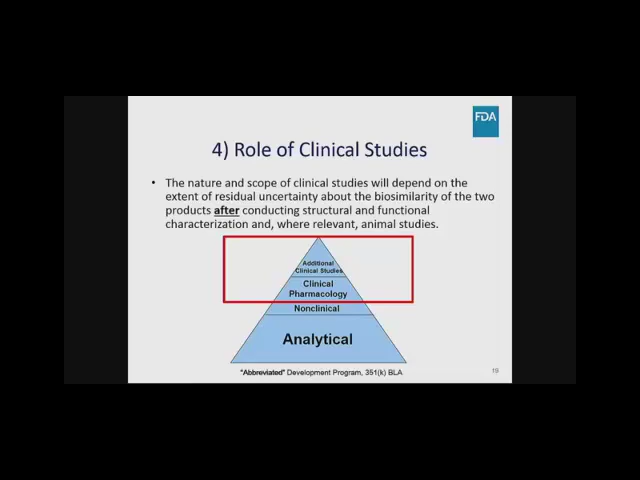 FDA
4) Role of Clinical Studies
• The nature and scope of clinical studies will depend on the
extent of residual uncertainty about the biosimilarity of the two
products after conducting structural and functional
characterization and, where relevant, animal studies.
Additional
Clinical Studies
Clinical
Pharmacology
Nonclinical
Analytical
"Abbreviated" Development Program, 351(k) BLA
19